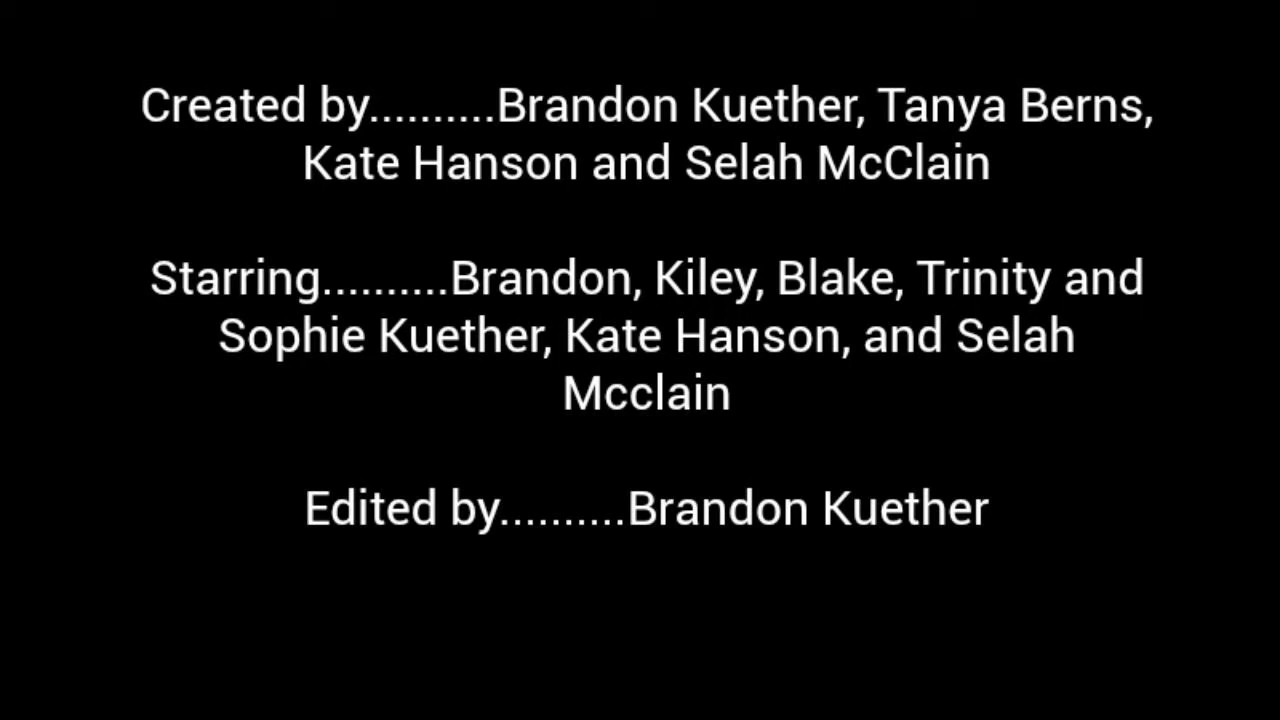 Created by..........Brandon Kuether, Tanya Berns,
Kate Hanson and Selah McClain
Starring..........Brandon, Kiley, Blake, Trinity and
Sophie Kuether, Kate Hanson, and Selah
Mcclain
Edited by..........Brandon Kuether